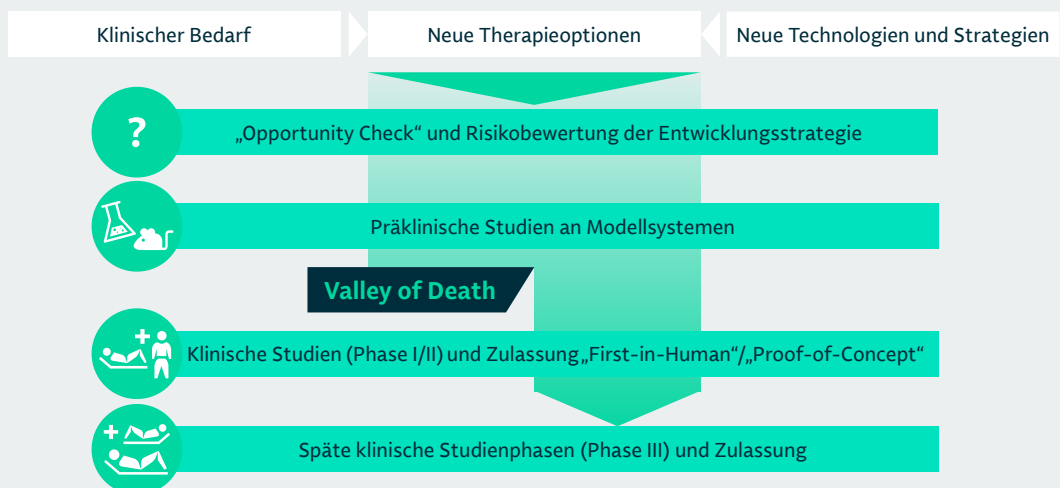 Klinischer Bedarf
Neue Therapieoptionen
Neue Technologien und Strategien
?
„Opportunity Check“ und Risikobewertung der Entwicklungsstrategie
Präklinische Studien an Modellsystemen
Valley of Death
Klinische Studien (Phase I/II) und Zulassung „First-in-Human“/„Proof-of-Concept“
Späte klinische Studienphasen (Phase III) und Zulassung